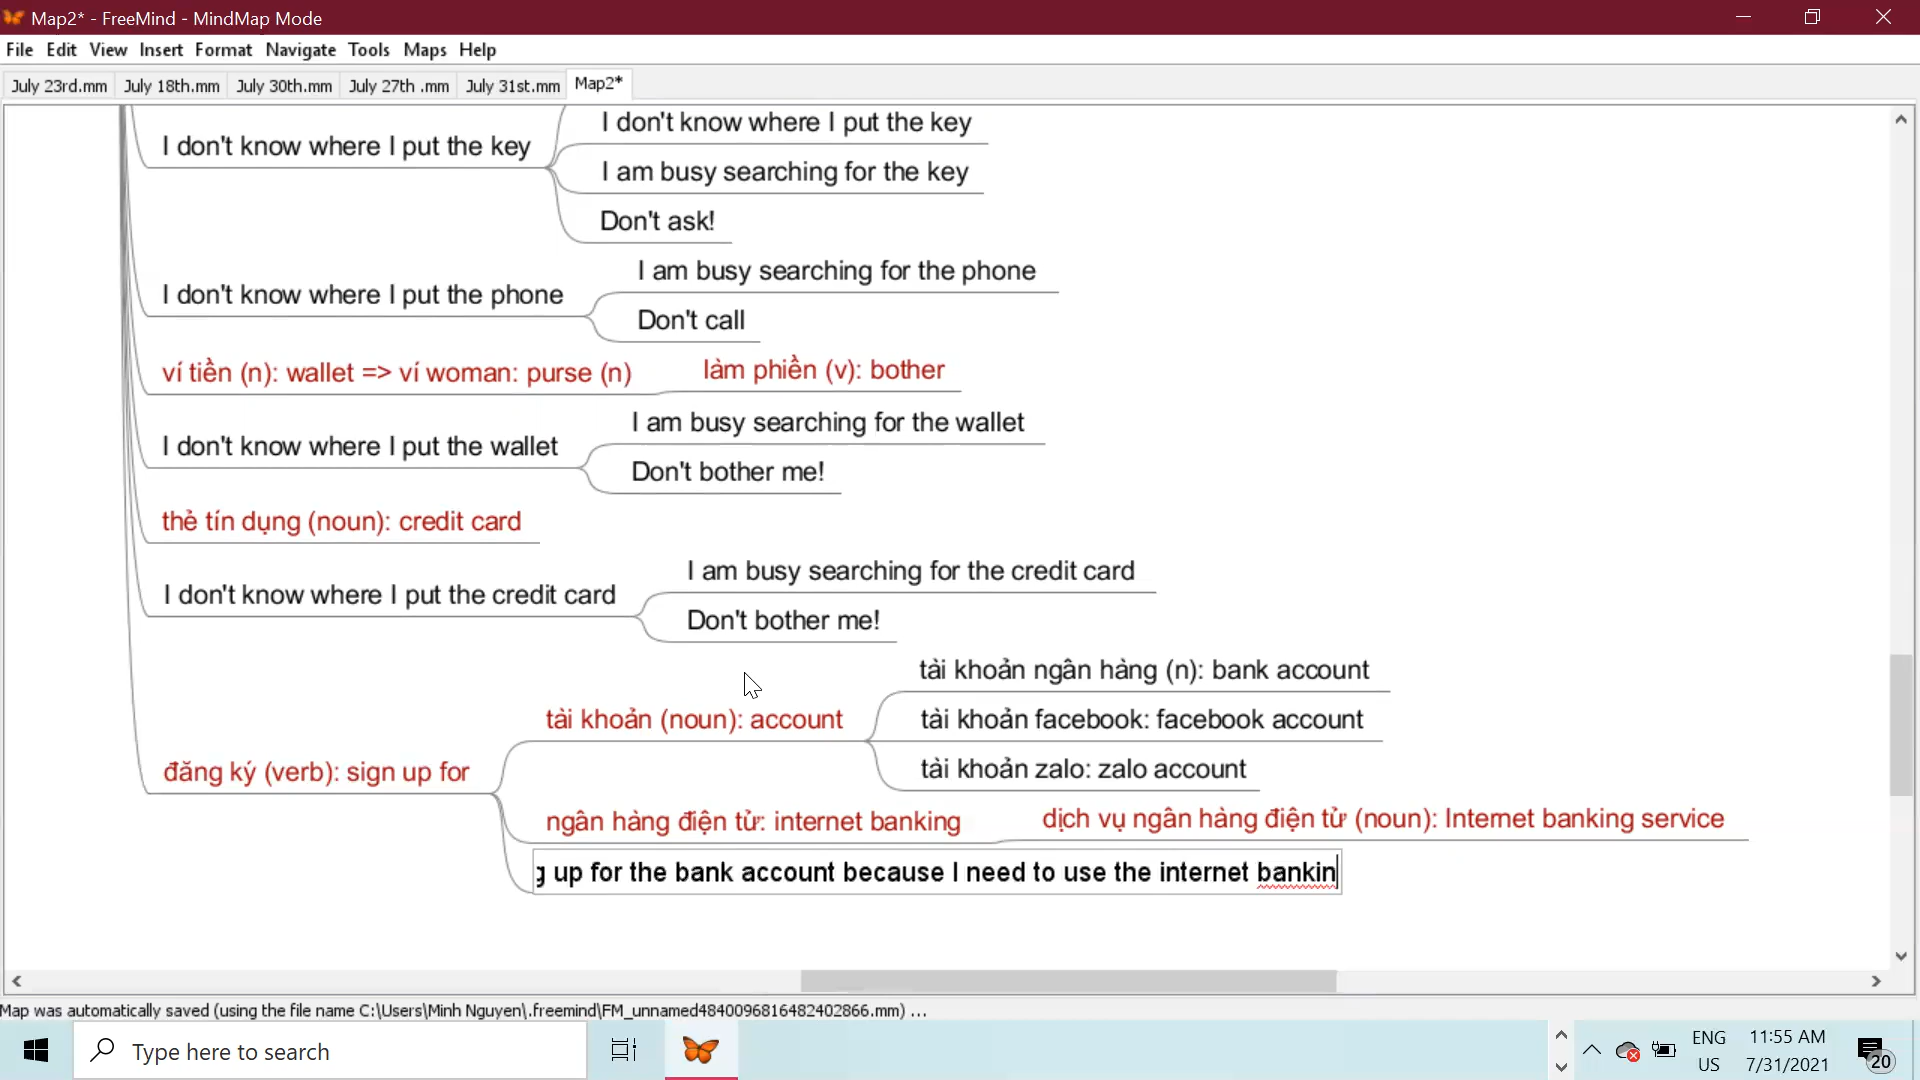 Map2* - FreeMind - MindMap Mode
File Edit View Insert Format Navigate Tools Maps Help
July 23rd.mm July 18th.mm July 30th.mm July 27th .mm July 31st.mm Map2*
I don't know where I put the key
I don't know where I put the key
I am busy searching for the key
Don't ask!
I don't know where I put the phone
I am busy searching for the phone
Don't call
ví tiền (n): wallet => ví woman: purse (n)
làm phiền (v): bother
I don't know where I put the wallet
I am busy searching for the wallet
Don't bother me!
thẻ tín dụng (noun): credit card
I don't know where I put the credit card
I am busy searching for the credit card
Don't bother me!
đăng ký (verb): sign up for
tài khoản (noun): account
tài khoản ngân hàng (n): bank account
tài khoản facebook: facebook account
tài khoản zalo: zalo account
ngân hàng điện tử: internet banking
dịch vụ ngân hàng điện tử (noun): Internet banking service
g up for the bank account because I need to use the internet bankin
Map was automatically saved (using the file name C:\Users\Minh Nguyen\.freemind\FM_unnamed4840096816482402866.mm) ...
Type here to search
ENG
US
11:55 AM
7/31/2021
20